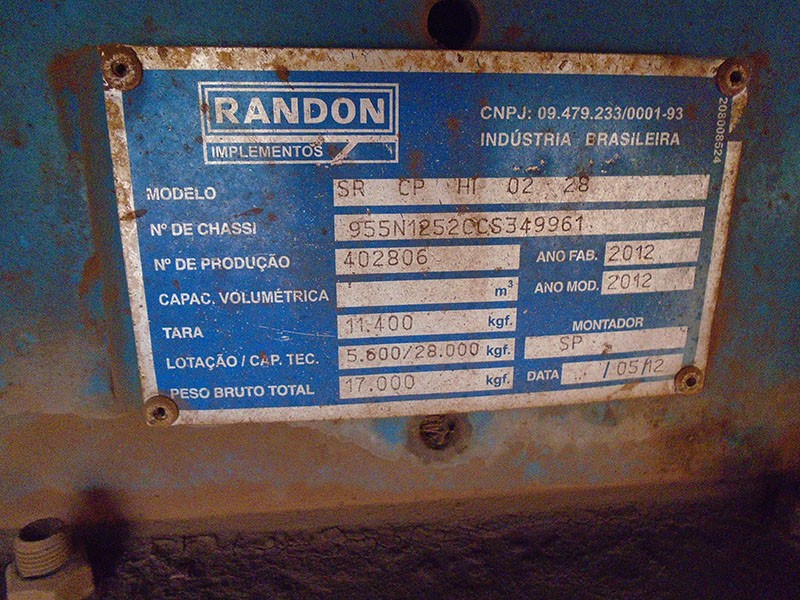 RANDON
IMPLEMENTOS
CNPJ: 09.479.233/0001-93
INDÚSTRIA BRASILEIRA
208008524
MODELO SR CP HI 02 28
Nº DE CHASSI 955N1252CCS349961
Nº DE PRODUÇÃO 402806 ANO FAB. 2012
CAPAC. VOLUMÉTRICA m³ ANO MOD. 2012
TARA 11.400 kgf. MONTADOR
LOTAÇÃO / CAP. TEC. 5.600/28.000 kgf. SP
PESO BRUTO TOTAL 17.000 kgf. DATA /05/12